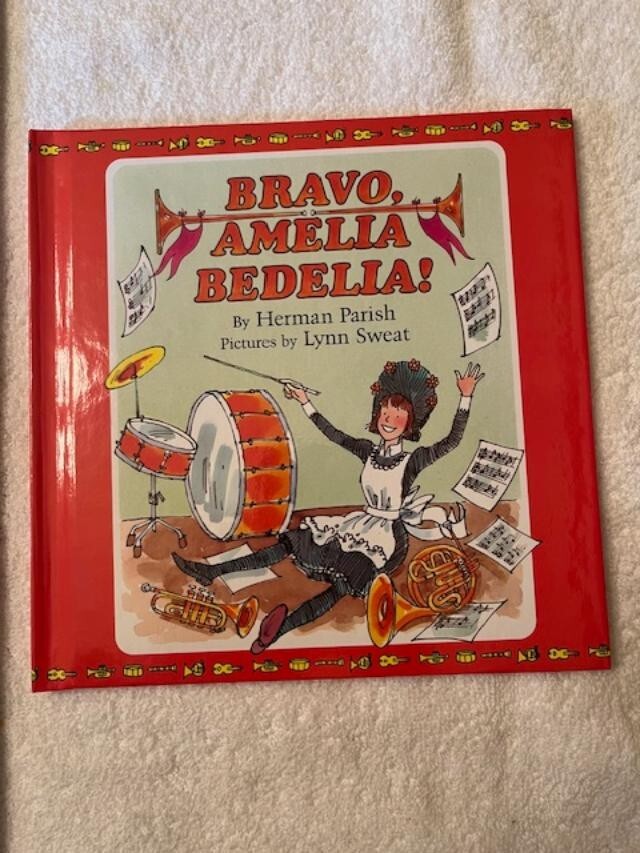 BRAVO,
AMELIA
BEDELIA!
By Herman Parish
Pictures by Lynn Sweat